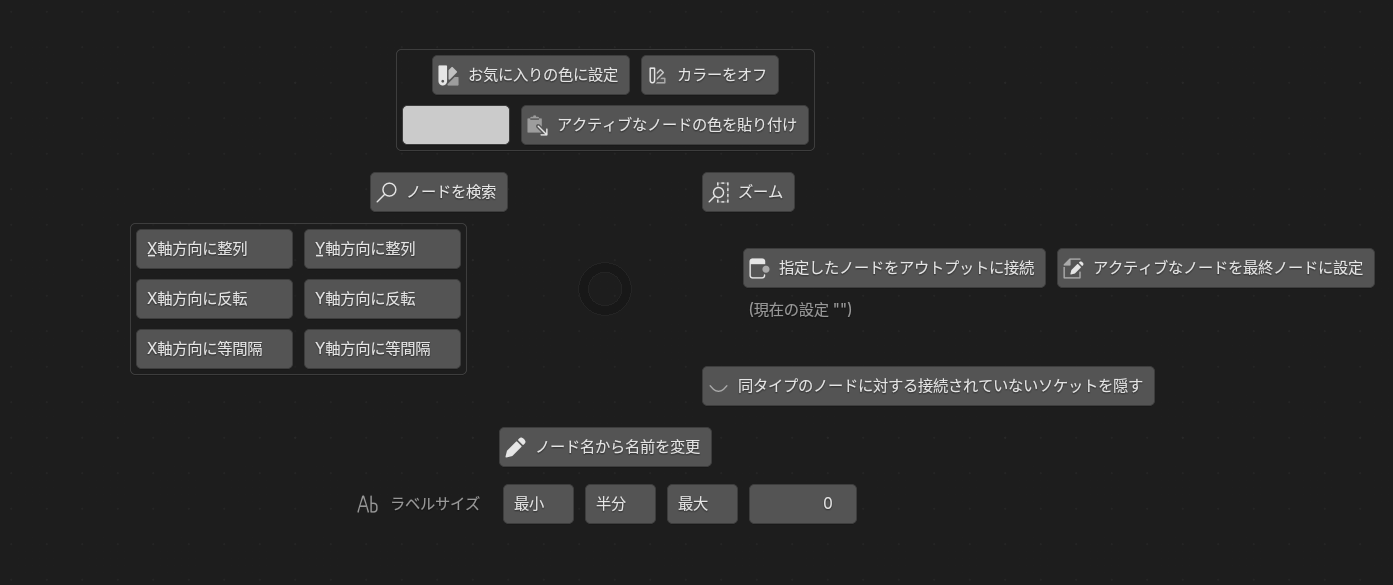 お気に入りの色に設定 カラーをオフ
アクティブなノードの色を貼り付け
ノードを検索 ズーム
X軸方向に整列 Y軸方向に整列
指定したノードをアウトプットに接続 アクティブなノードを最終ノードに設定
X軸方向に反転 Y軸方向に反転
(現在の設定 "")
X軸方向に等間隔 Y軸方向に等間隔
同タイプのノードに対する接続されていないソケットを隠す
ノード名から名前を変更
Ab ラベルサイズ 最小 半分 最大 0